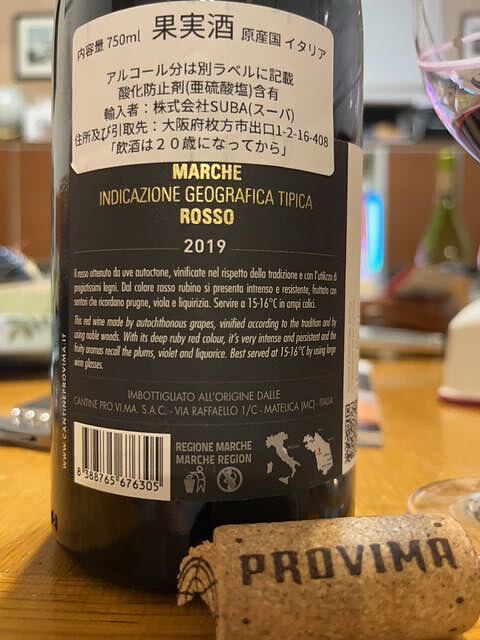 内容量 750ml 果実酒 原産国 イタリア
アルコール分は別ラベルに記載
酸化防止剤(亜硫酸塩)含有
輸入者：株式会社SUBA(スーバ)
住所及び引取先：大阪府枚方市出口1-2-16-408
「飲酒は２０歳になってから」
MARCHE
INDICAZIONE GEOGRAFICA TIPICA
ROSSO
2019
Il rosso ottenuto da uve autoctone, vinificate nel rispetto della tradizione e con l'utilizzo di
pregiatissimi legni. Dal colore rosso rubino si presenta intenso e resistente, fruttato con
sentori che ricordano prugne, viola e liquirizia. Servire a 15-16°C in ampi calici.
This red wine made by autochthonous grapes, vinified according to the tradition and by
using noble woods. With its deep ruby red colour, it's very intense and persistent and the
fruity aromas recall the plums, violet and liquorice. Best served at 15-16°C by using large
wine glasses.
IMBOTTIGLIATO ALL'ORIGINE DALLE
CANTINE PRO.VI.MA. S.A.C. - VIA RAFFAELLO 1/C - MATELICA (MC) - ITALIA
WWW.CANTINEPROVIMA.IT
REGIONE MARCHE
MARCHE REGION
8 388765 676305
PROVIMA